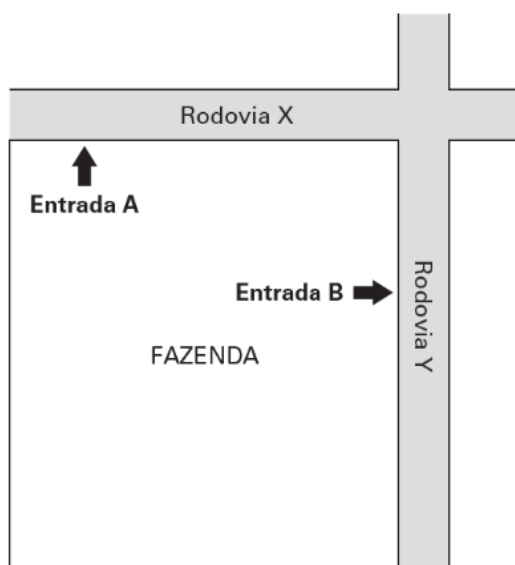 Rodovia X
Entrada A
Entrada B
Rodovia Y
FAZENDA